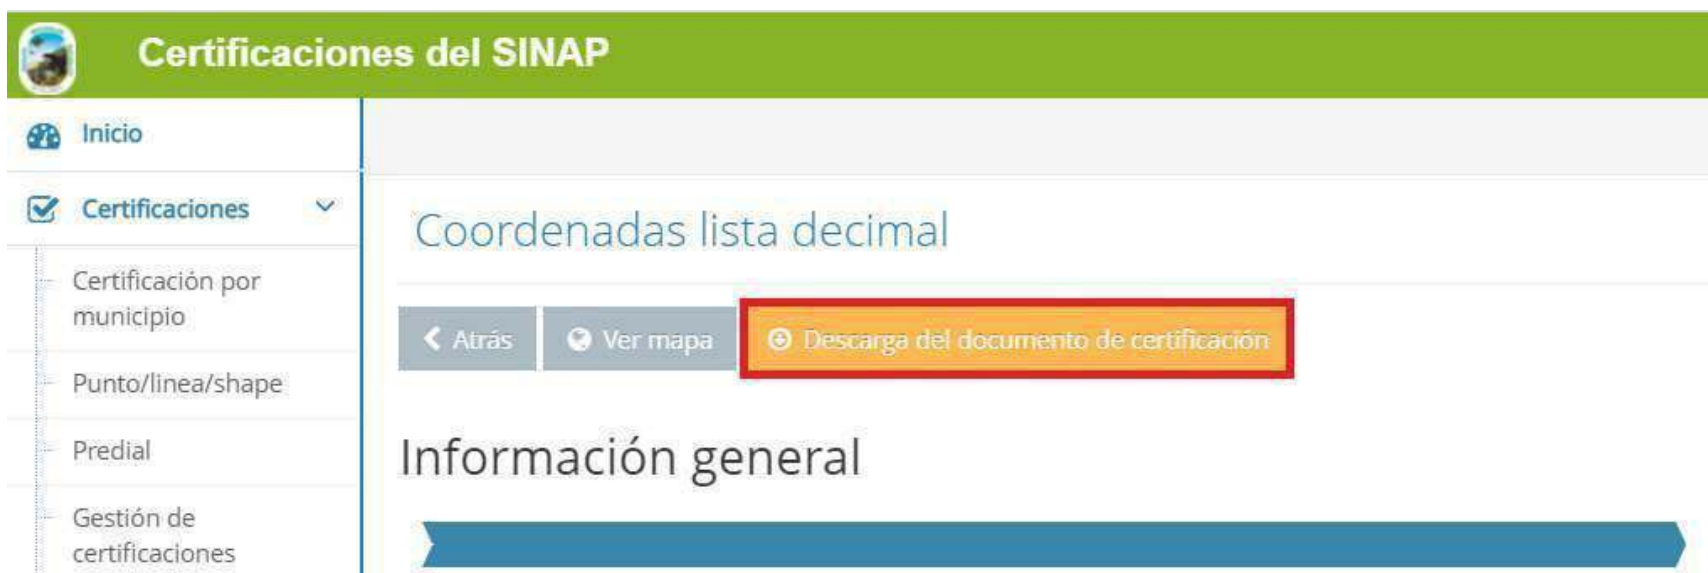 Certificaciones del SINAP
Inicio
Certificaciones
Certificación por
municipio
Punto/linea/shape
Predial
Gestión de
certificaciones
Coordenadas lista decimal
Atrás
Ver mapa
Descarga del documento de certificación
Información general